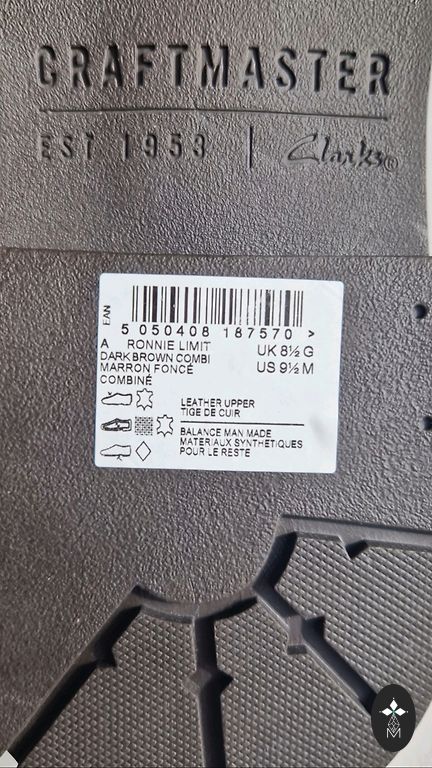 CRAFTMASTER
EST 1953 | Clarks®
EAN
5 050408 187570 >
A RONNIE LIMIT UK 8½ G
DARK BROWN COMBI US 9½ M
MARRON FONCÉ
COMBINÉ
LEATHER UPPER
TIGE DE CUIR
BALANCE MAN MADE
MATERIAUX SYNTHETIQUES
POUR LE RESTE
M